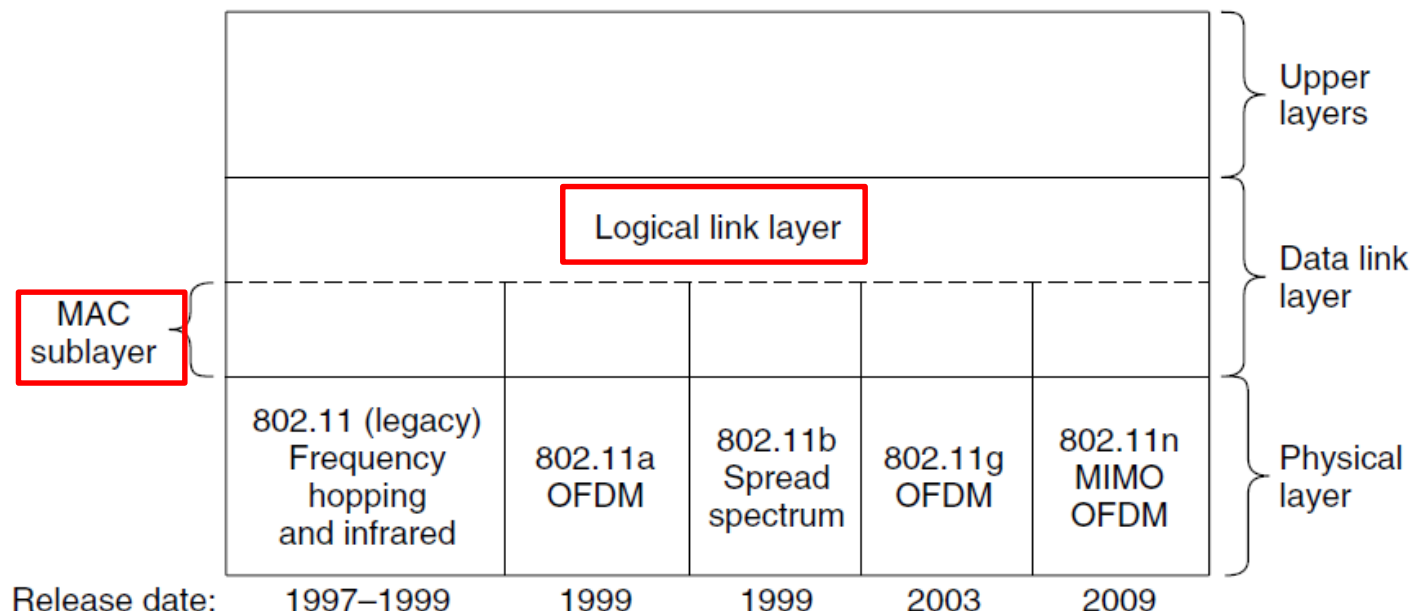 Upper
layers
Logical link layer
Data link
layer
MAC
sublayer
802.11 (legacy)
Frequency
hopping
and infrared
802.11a
OFDM
802.11b
Spread
spectrum
802.11g
OFDM
802.11n
MIMO
OFDM
Physical
layer
Release date: 1997–1999 1999 1999 2003 2009